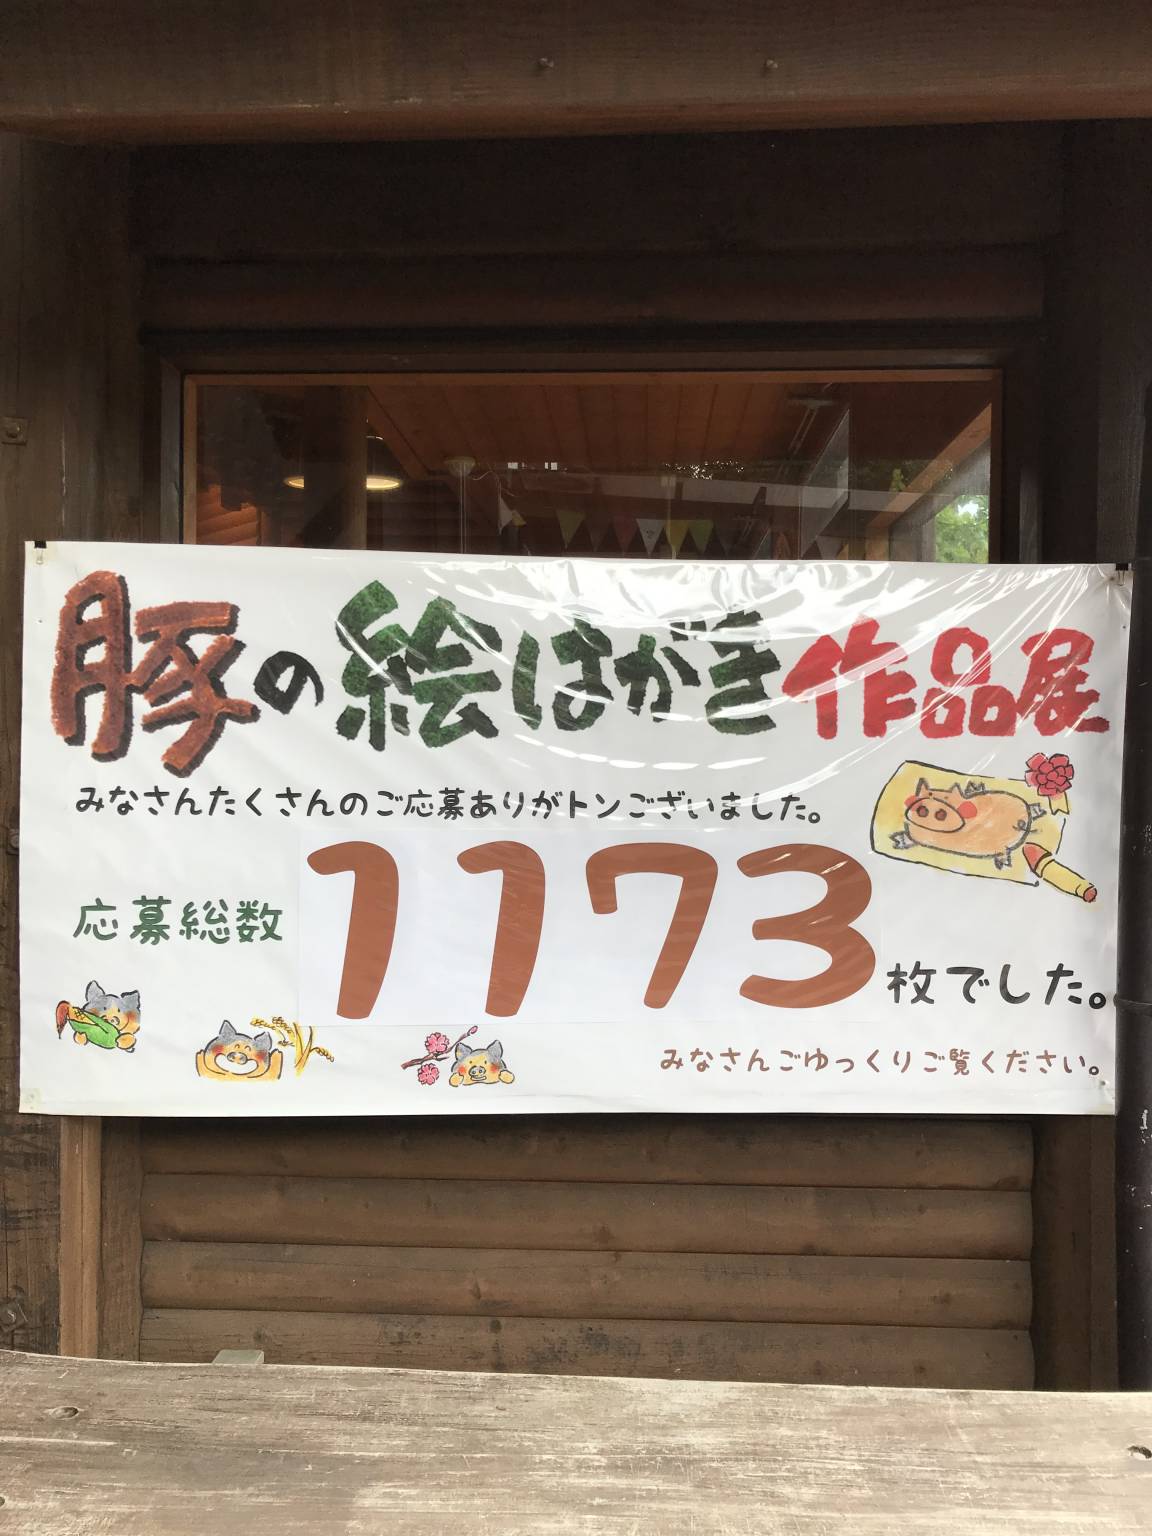 豚の絵はがき作品展
みなさんたくさんのご応募ありがトンございました。
応募総数 1173 枚でした。
みなさんごゆっくりご覧ください。